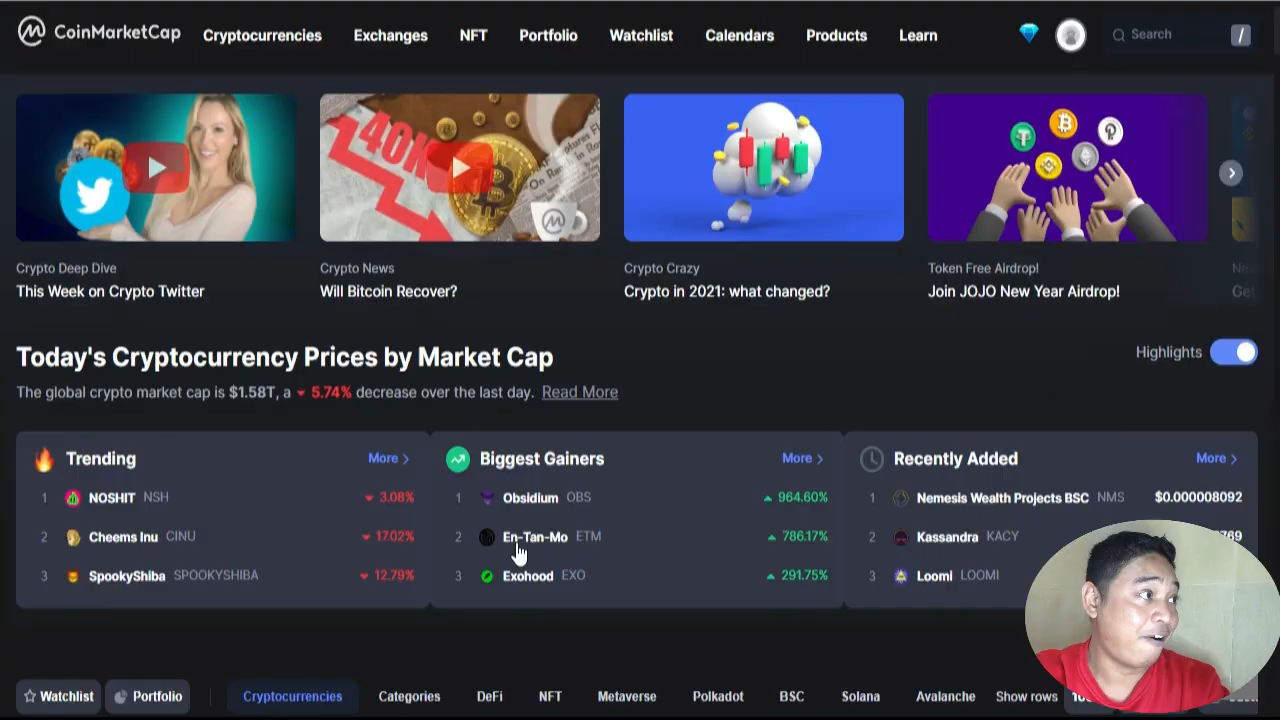 CoinMarketCap Cryptocurrencies Exchanges NFT Portfolio Watchlist Calendars Products Learn Search /
40K
Crypto Deep Dive
This Week on Crypto Twitter
Crypto News
Will Bitcoin Recover?
Crypto Crazy
Crypto in 2021: what changed?
Token Free Airdrop!
Join JOJO New Year Airdrop!
Today's Cryptocurrency Prices by Market Cap
Highlights
The global crypto market cap is $1.58T, a 5.74% decrease over the last day. Read More
Trending More
1 NOSHIT NSH 3.08%
2 Cheems Inu CINU 17.02%
3 SpookyShiba SPOOKYSHIBA 12.79%
Biggest Gainers More
1 Obsidium OBS 964.60%
2 En-Tan-Mo ETM 786.17%
3 Exohood EXO 291.75%
Recently Added More
1 Nemesis Wealth Projects BSC NMS $0.000008092
2 Kassandra KACY
3 Loomi LOOMI
Watchlist Portfolio Cryptocurrencies Categories DeFi NFT Metaverse Polkadot BSC Solana Avalanche Show rows